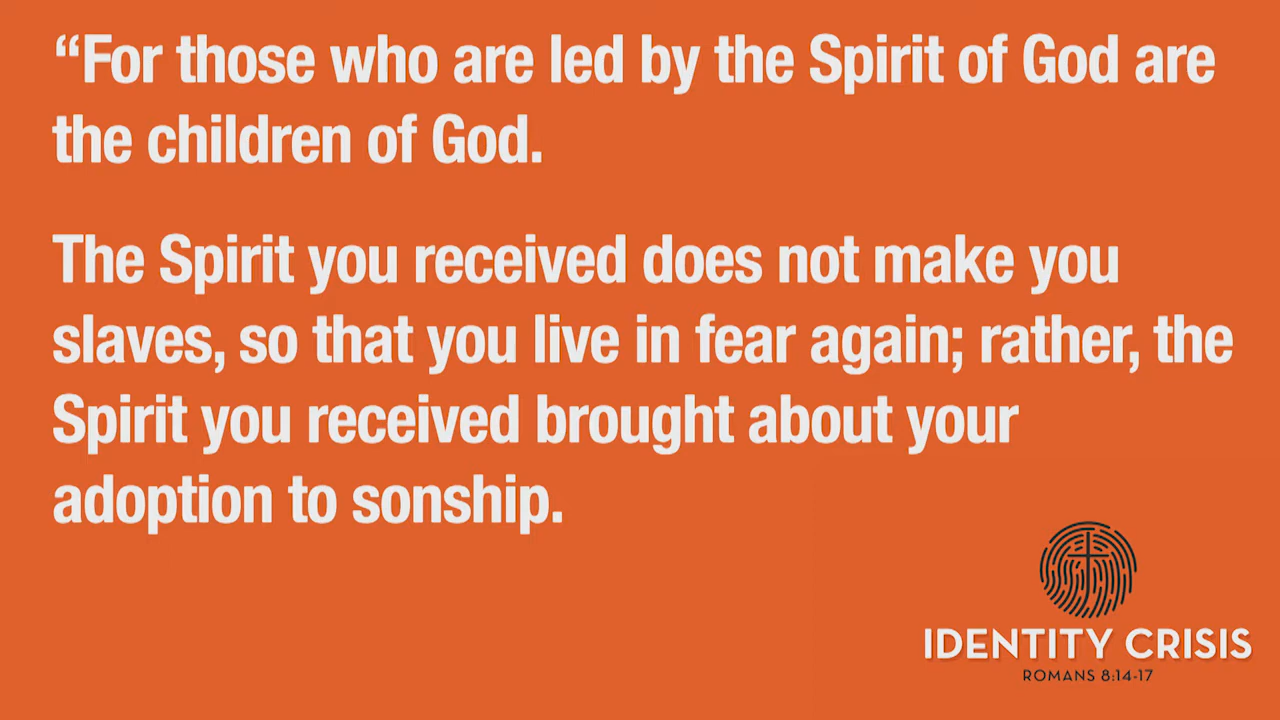 “For those who are led by the Spirit of God are
the children of God.
The Spirit you received does not make you
slaves, so that you live in fear again; rather, the
Spirit you received brought about your
adoption to sonship.
IDENTITY CRISIS
ROMANS 8:14-17